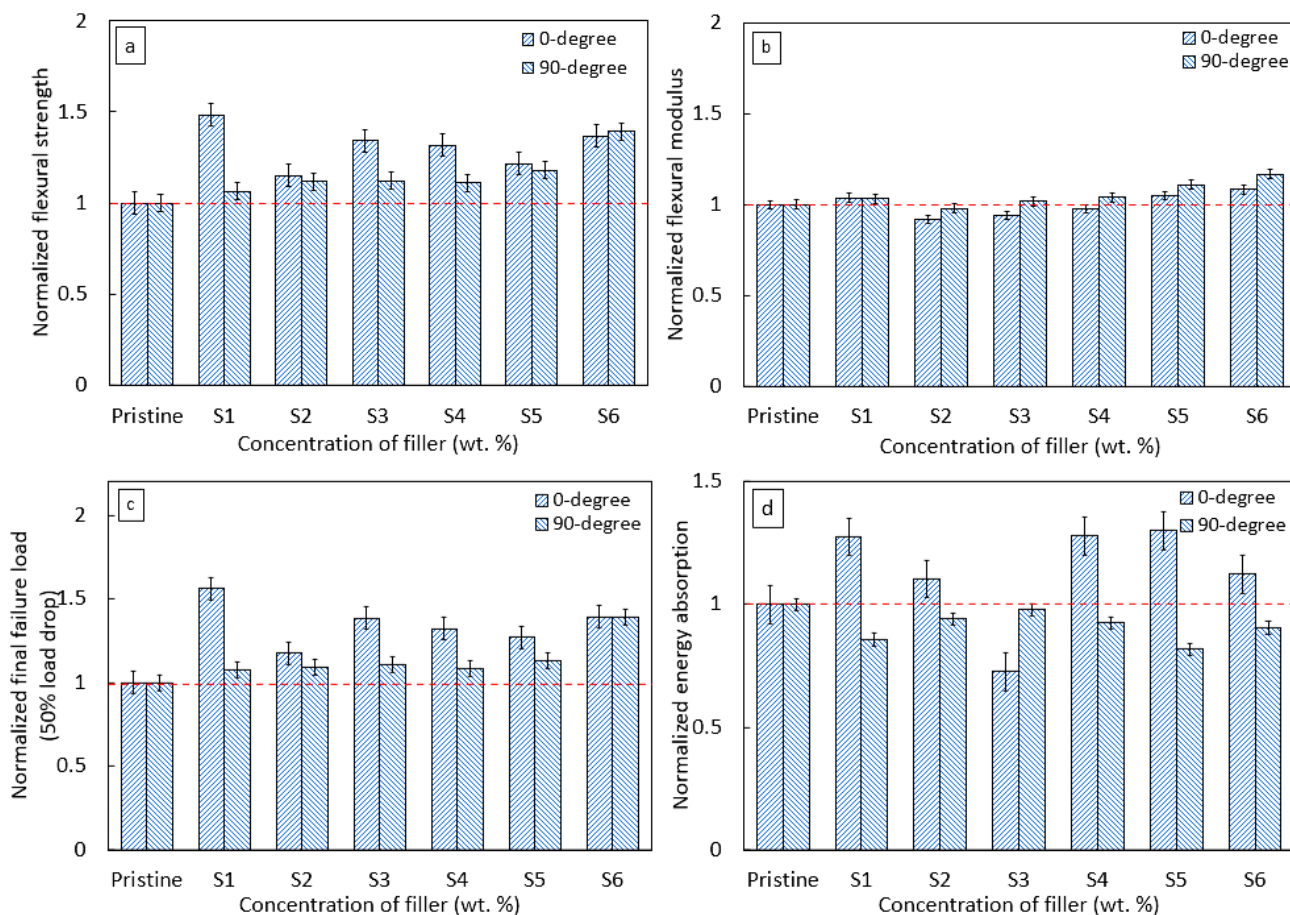 a
0-degree
90-degree
2
1.5
1
0.5
0
Normalized flexural strength
Pristine S1 S2 S3 S4 S5 S6
Concentration of filler (wt. %)
b
0-degree
90-degree
2
1.5
1
0.5
0
Normalized flexural modulus
Pristine S1 S2 S3 S4 S5 S6
Concentration of filler (wt. %)
c
0-degree
90-degree
2
1.5
1
0.5
0
Normalized final failure load
(50% load drop)
Pristine S1 S2 S3 S4 S5 S6
Concentration of filler (wt. %)
d
0-degree
90-degree
1.5
1
0.5
0
Normalized energy absorption
Pristine S1 S2 S3 S4 S5 S6
Concentration of filler (wt. %)